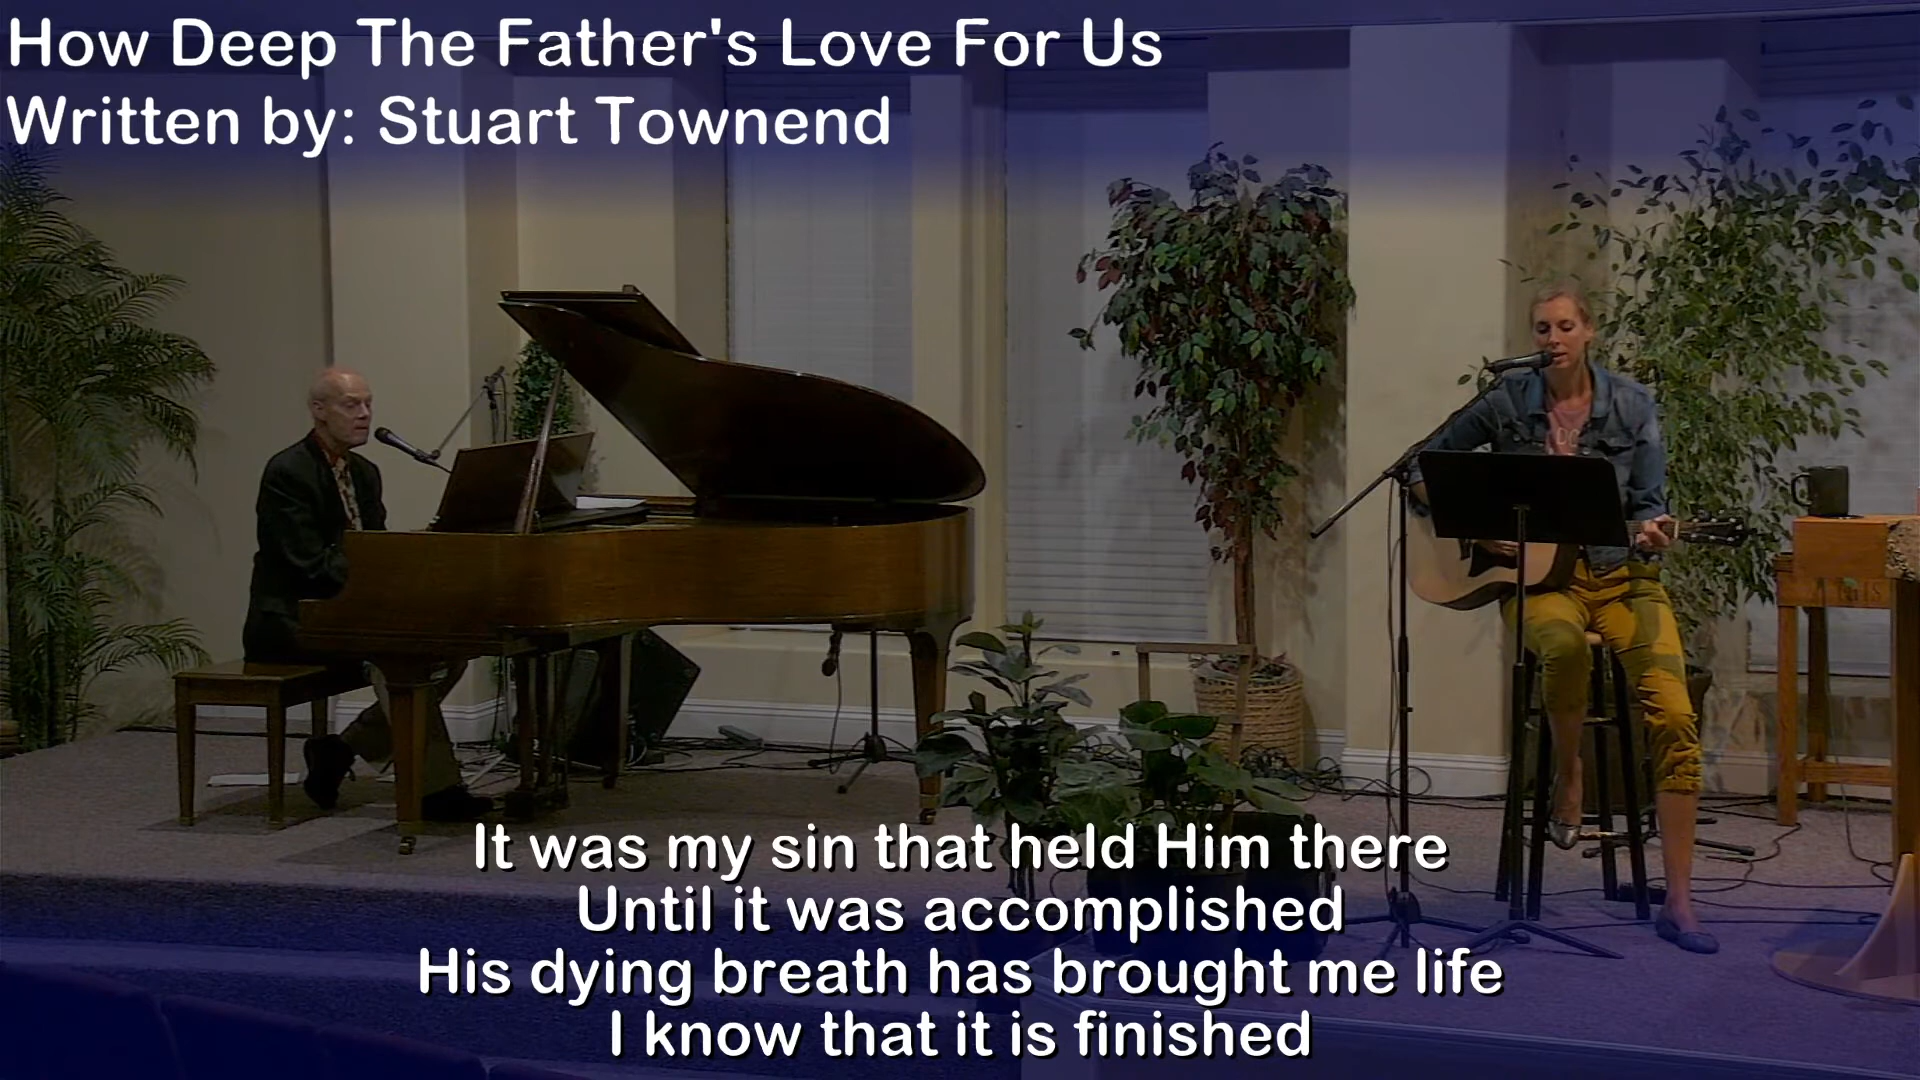 How Deep The Father's Love For Us
Written by: Stuart Townend
It was my sin that held Him there
Until it was accomplished
His dying breath has brought me life
I know that it is finished